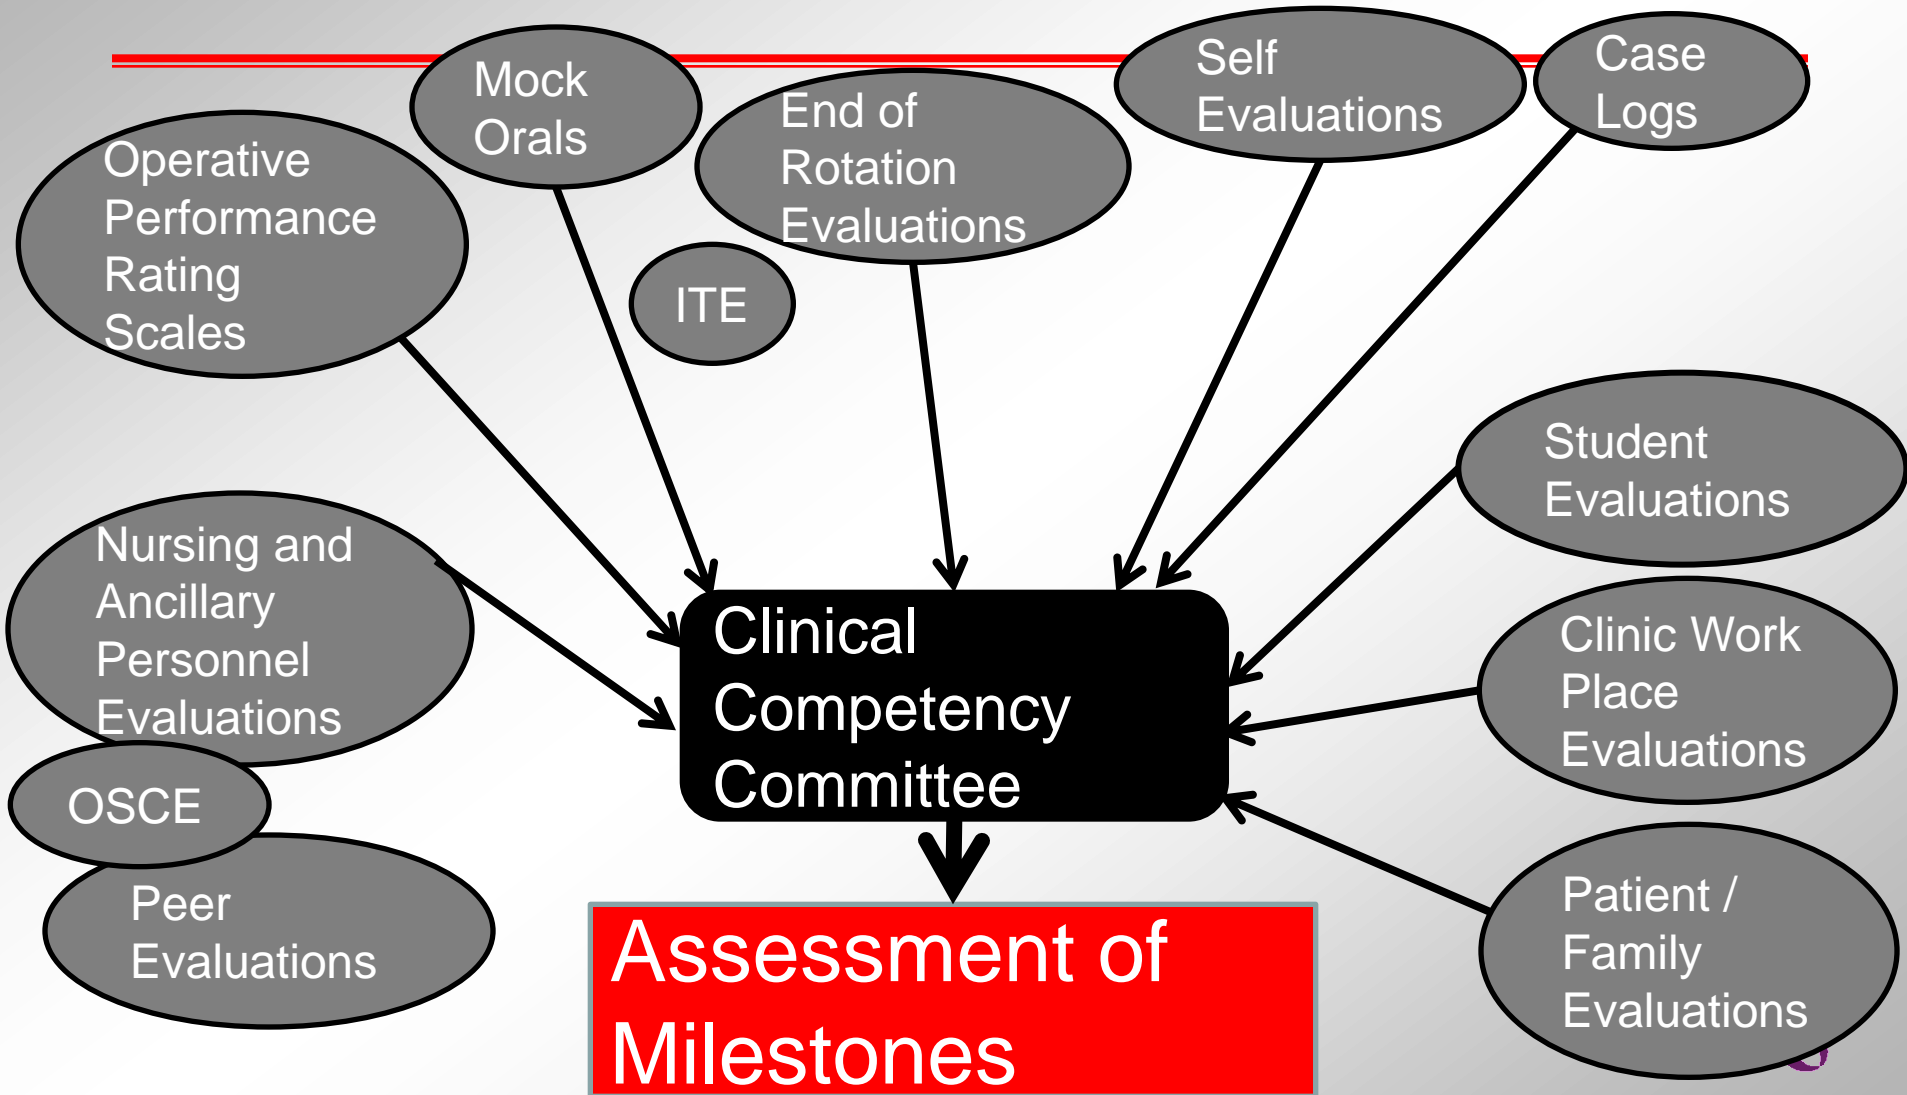 Mock
Orals
Self
Evaluations
Case
Logs
End of
Rotation
Evaluations
Operative
Performance
Rating
Scales
ITE
Student
Evaluations
Nursing and
Ancillary
Personnel
Evaluations
Clinical
Competency
Committee
Clinic Work
Place
Evaluations
OSCE
Peer
Evaluations
Patient /
Family
Evaluations
Assessment of
Milestones